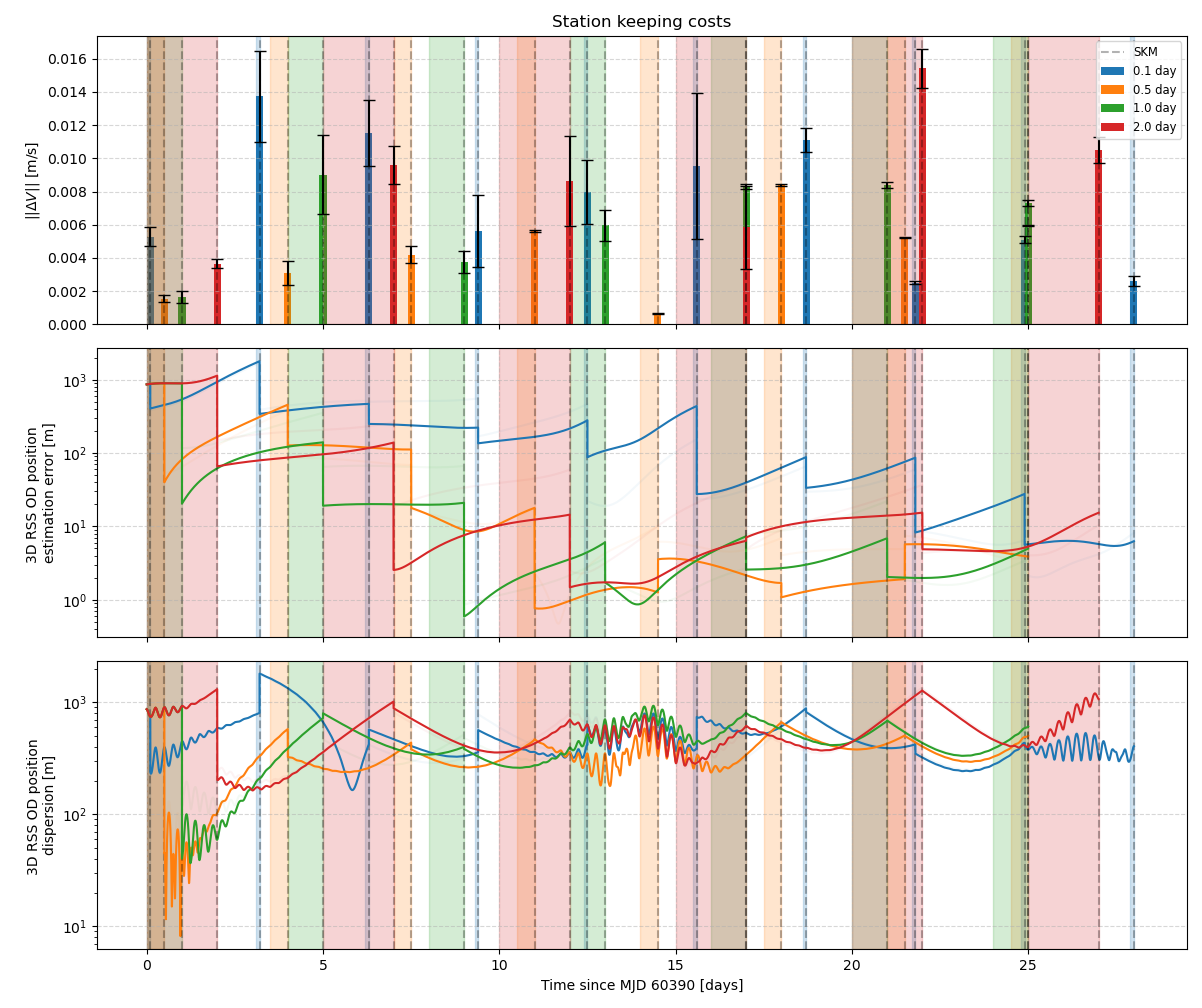 Station keeping costs
||ΔV|| [m/s]
0.016
0.014
0.012
0.010
0.008
0.006
0.004
0.002
0.000
SKM
0.1 day
0.5 day
1.0 day
2.0 day
3D RSS OD position
estimation error [m]
10³
10²
10¹
10⁰
3D RSS OD position
dispersion [m]
10³
10²
10¹
0 5 10 15 20 25
Time since MJD 60390 [days]